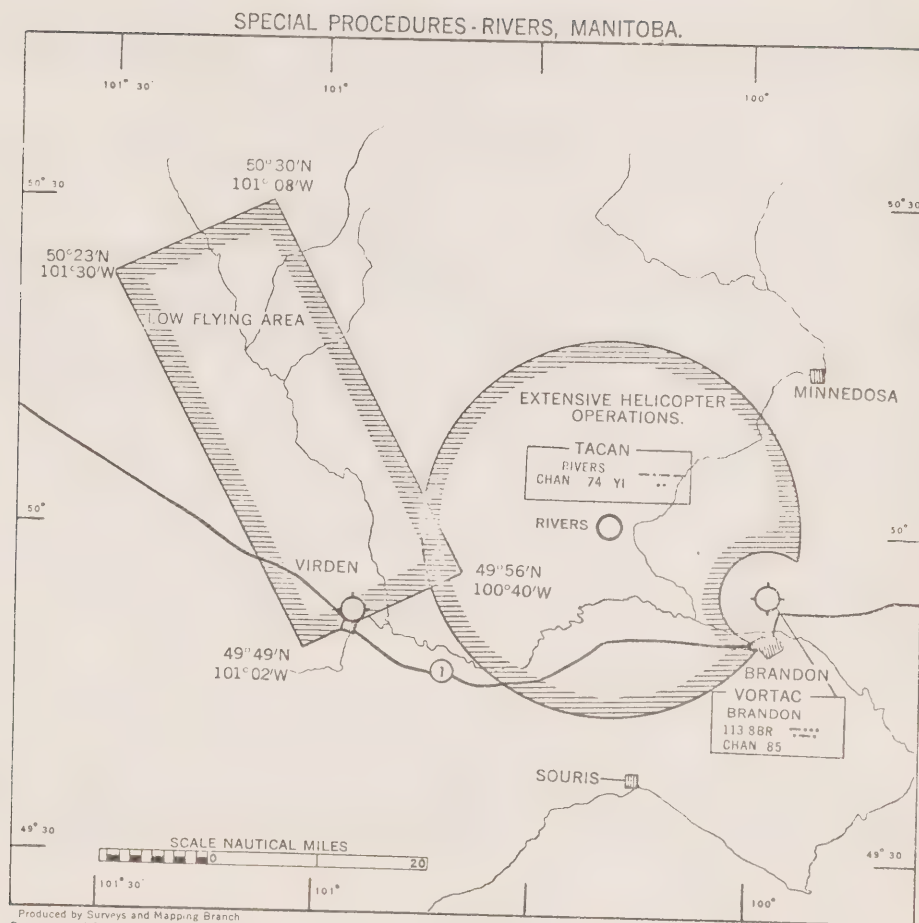 SPECIAL PROCEDURES - RIVERS, MANITOBA.
101° 30'
101°
100°
50°30'N
101°08'W
50° 30
50° 30
50°23'N
101°30'W
LOW FLYING AREA
MINNEDOSA
EXTENSIVE HELICOPTER
OPERATIONS.
TACAN
RIVERS
CHAN 74 YI
50°
RIVERS
50°
VIRDEN
49°56'N
100°40'W
49°49'N
101°02'W
1
BRANDON
VORTAC
BRANDON
113.8BR
CHAN 85
SOURIS
49° 30
SCALE NAUTICAL MILES
0
20
49° 30
101° 30'
101°
100°
Produced by Surveys and Mapping Branch